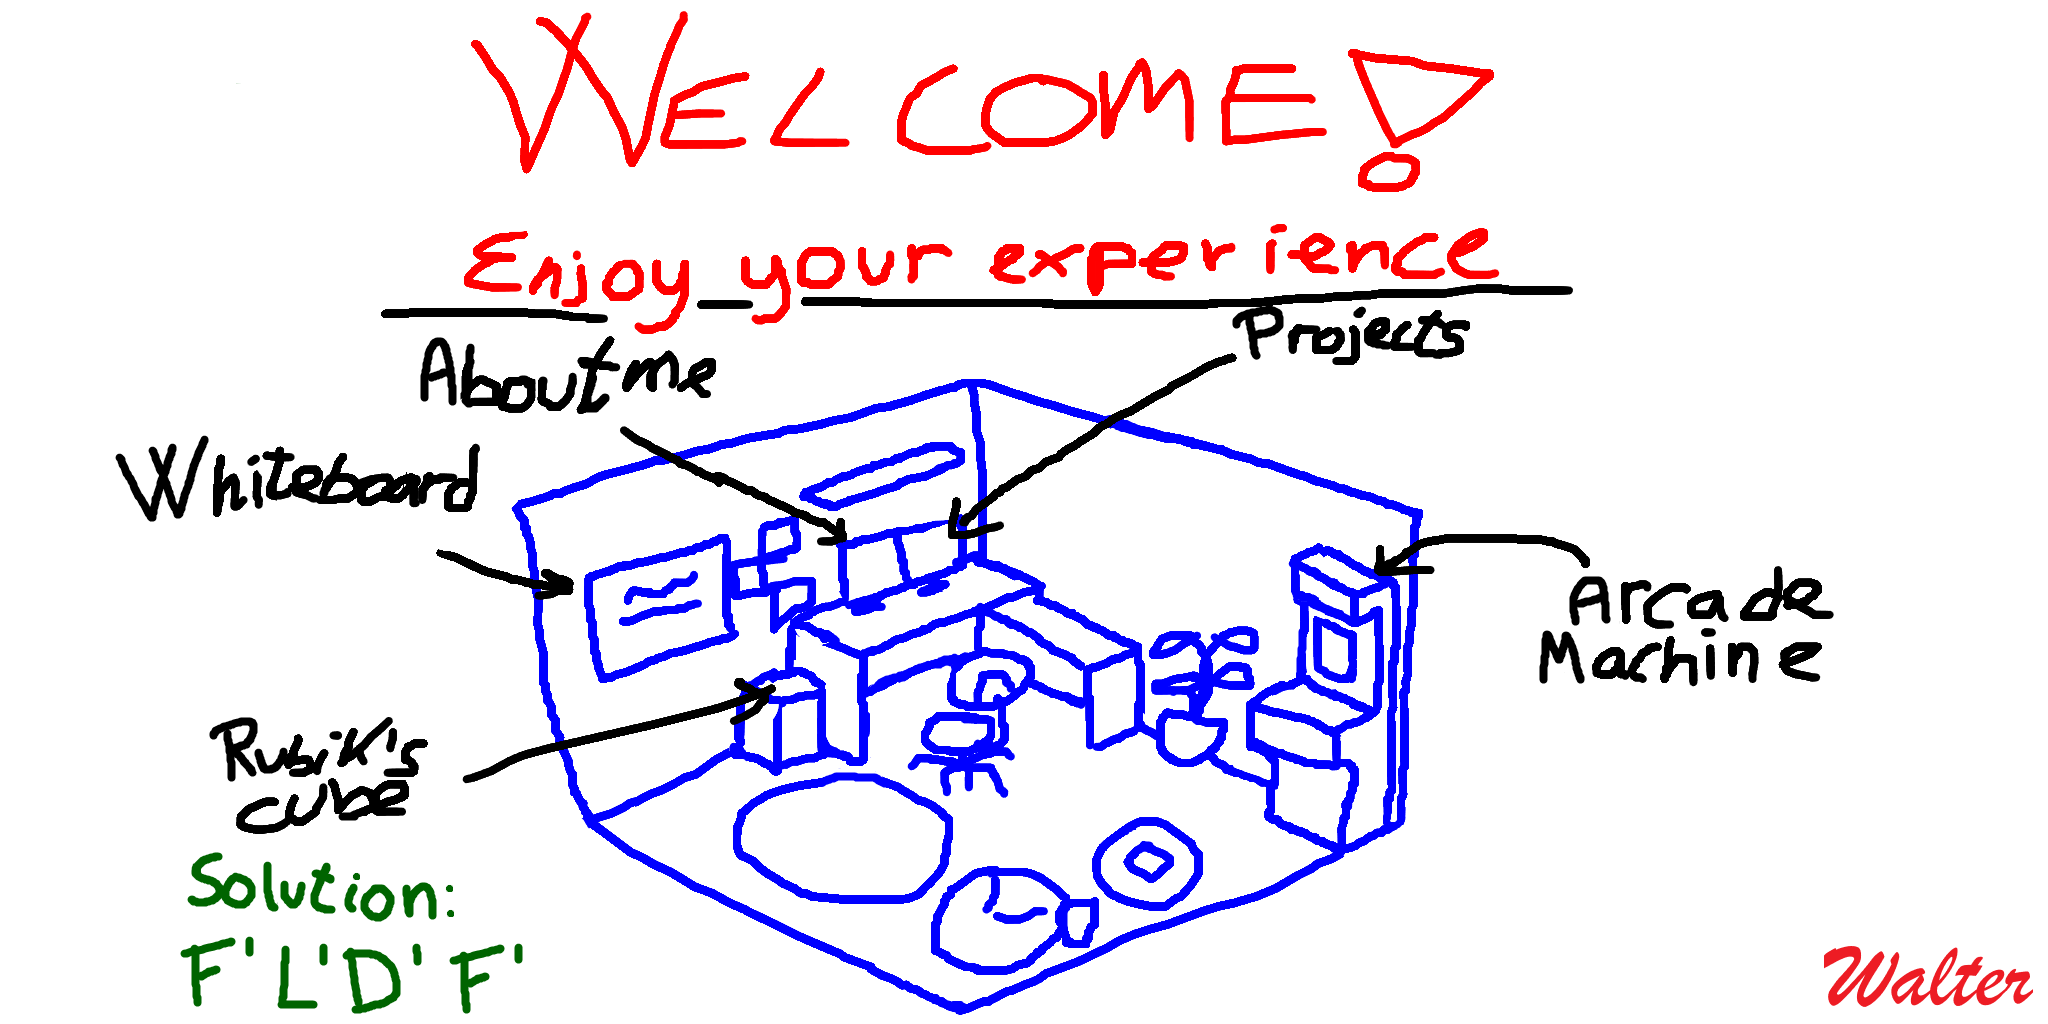 WELCOME!
Enjoy your experience
About me
Projects
Whiteboard
Arcade
Machine
Rubik's
cube
Solution:
F' L' D' F'
Walter